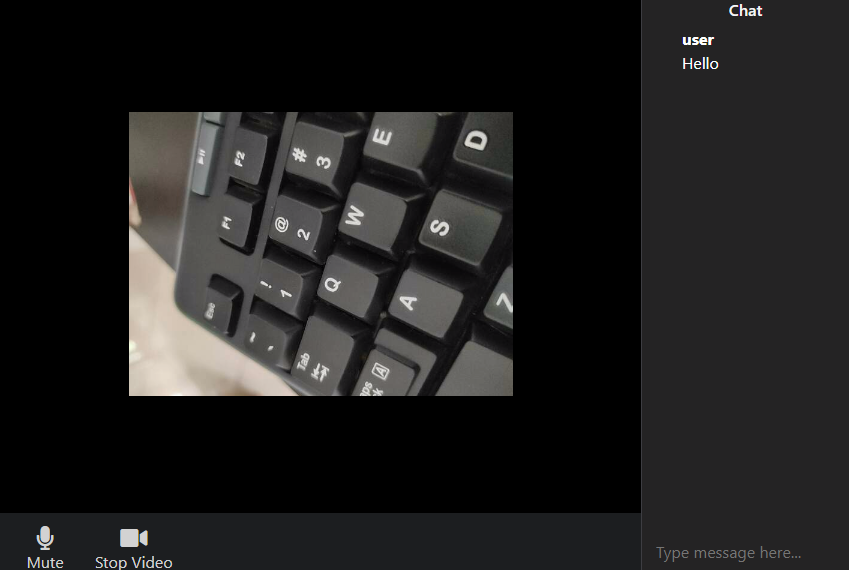 Chat
user
Hello
F2
F1
Esc
#
3
@
2
!
1
~
E
W
Q
Tab
D
S
A
Z
A
Mute
Stop Video
Type message here...